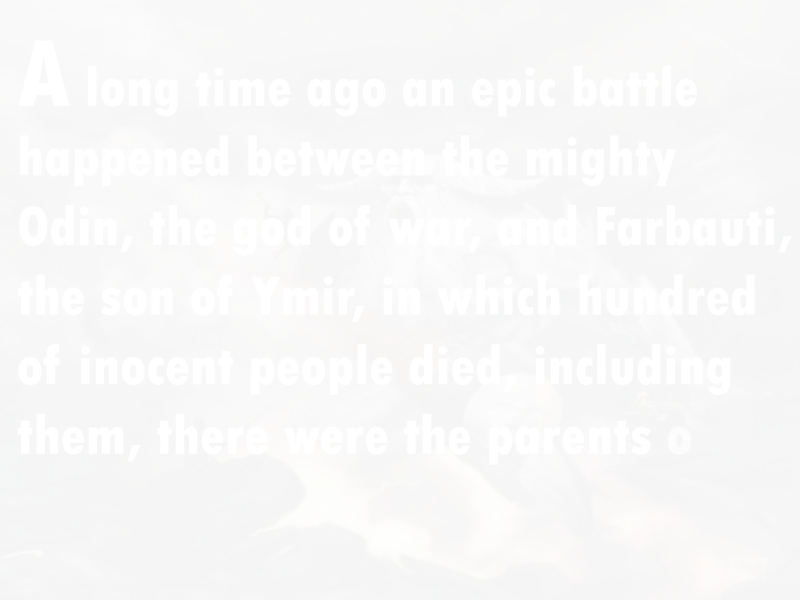 A long time ago an epic battle
happened between the mighty
Odin, the god of war, and Farbauti,
the son of Ymir, in which hundred
of inocent people died, including
them, there were the parents o